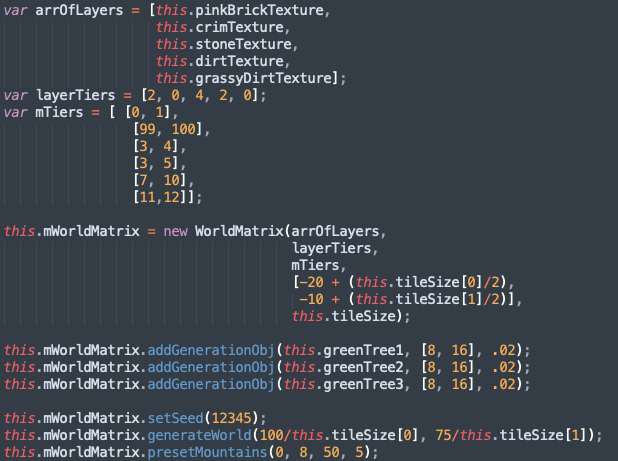 var arrOfLayers = [this.pinkBrickTexture,
this.crimTexture,
this.stoneTexture,
this.dirtTexture,
this.grassyDirtTexture];
var layerTiers = [2, 0, 4, 2, 0];
var mTiers = [ [0, 1],
[99, 100],
[3, 4],
[3, 5],
[7, 10],
[11,12]];
this.mWorldMatrix = new WorldMatrix(arrOfLayers,
layerTiers,
mTiers,
[-20 + (this.tileSize[0]/2),
-10 + (this.tileSize[1]/2)],
this.tileSize);
this.mWorldMatrix.addGenerationObj(this.greenTree1, [8, 16], .02);
this.mWorldMatrix.addGenerationObj(this.greenTree2, [8, 16], .02);
this.mWorldMatrix.addGenerationObj(this.greenTree3, [8, 16], .02);
this.mWorldMatrix.setSeed(12345);
this.mWorldMatrix.generateWorld(100/this.tileSize[0], 75/this.tileSize[1]);
this.mWorldMatrix.presetMountains(0, 8, 50, 5);